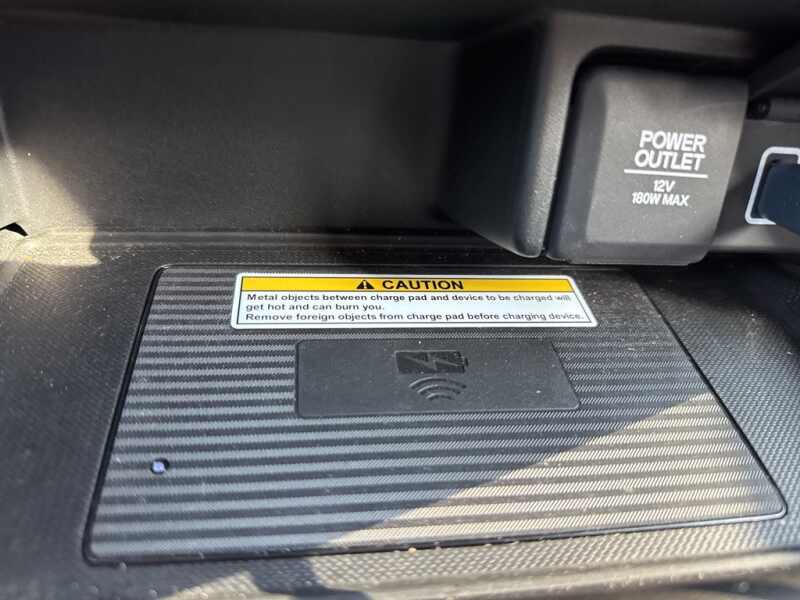 POWER
OUTLET
12V
180W MAX
CAUTION
Metal objects between charge pad and device to be charged will
get hot and can burn you.
Remove foreign objects from charge pad before charging device.